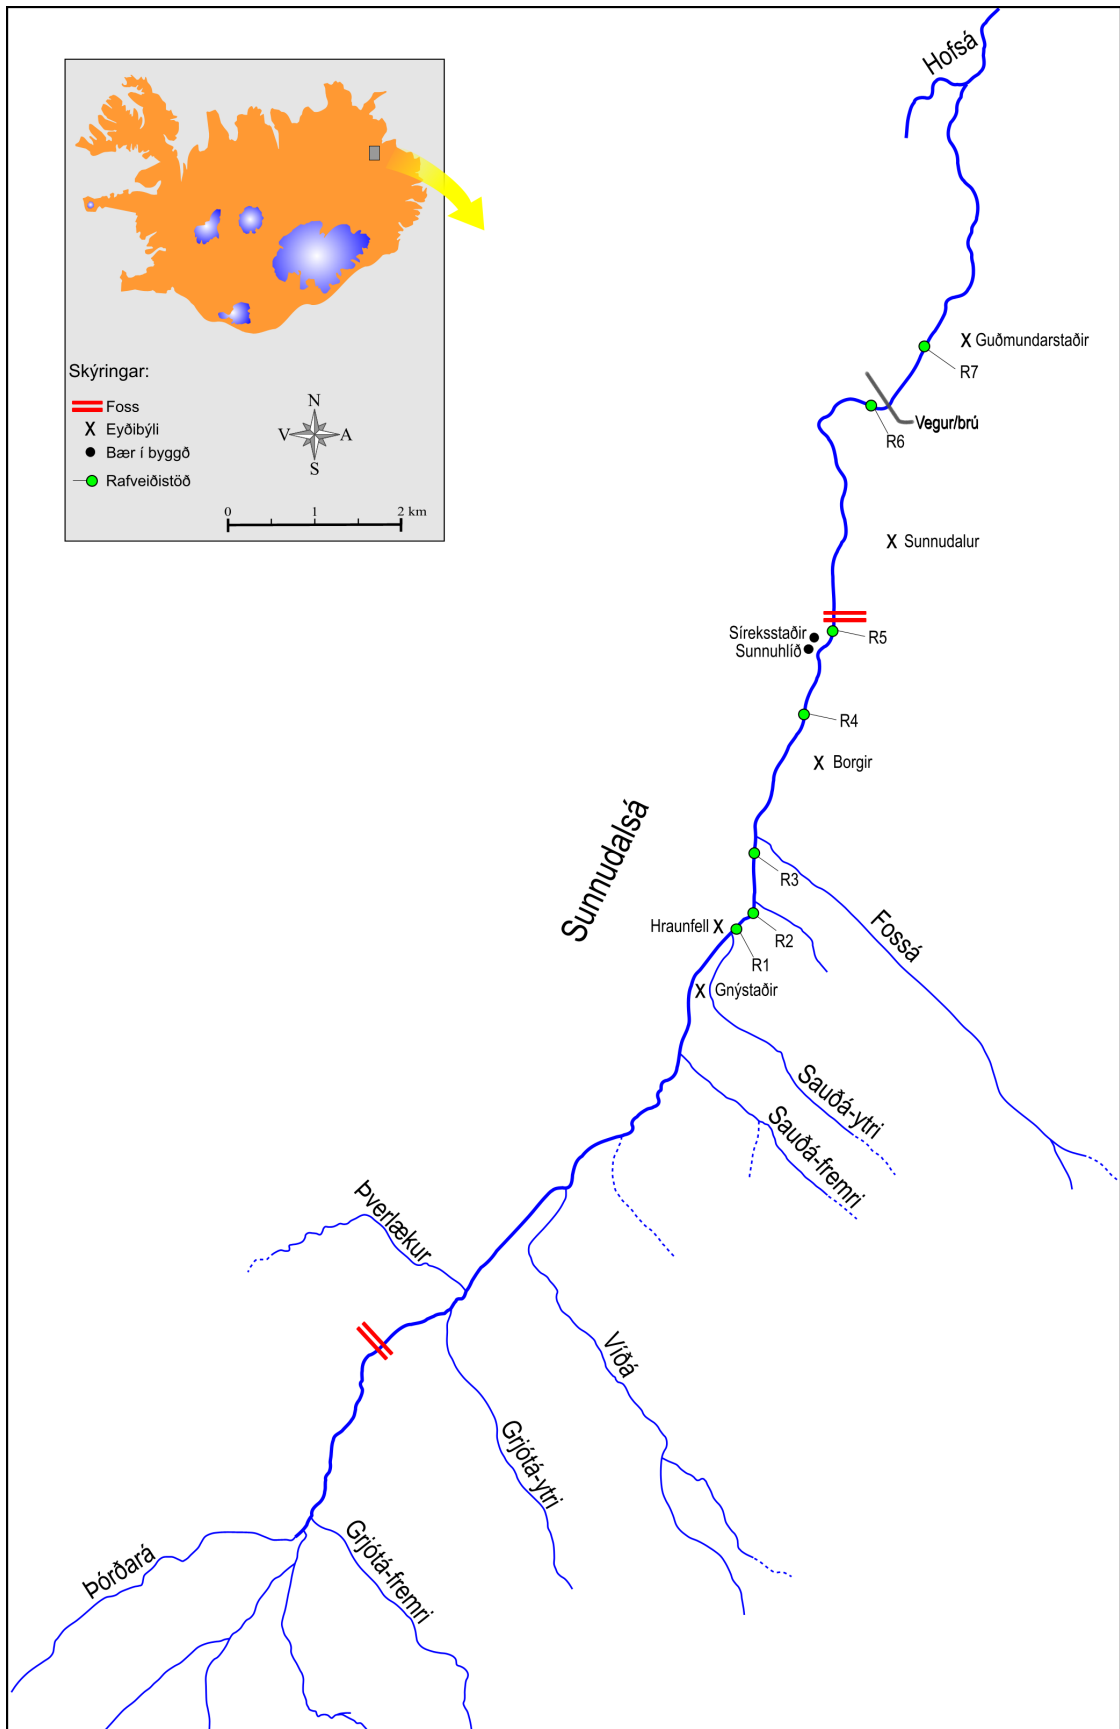 Hofsá
Skýringar:
Foss
Eyðibýli
Bær í byggð
Rafveiðistöð
N
V
A
S
0
1
2 km
Guðmundarstaðir
R7
Vegur/brú
R6
Sunnudalur
Síreksstaðir
R5
Sunnuhlíð
R4
Borgir
Sunnudalsá
R3
Fossá
Hraunfell
R2
R1
Gnýstaðir
Sauðá-ytri
Sauðá-fremri
Þverlækur
Víðá
Grjótá-ytri
Grjótá-fremri
Þórðará